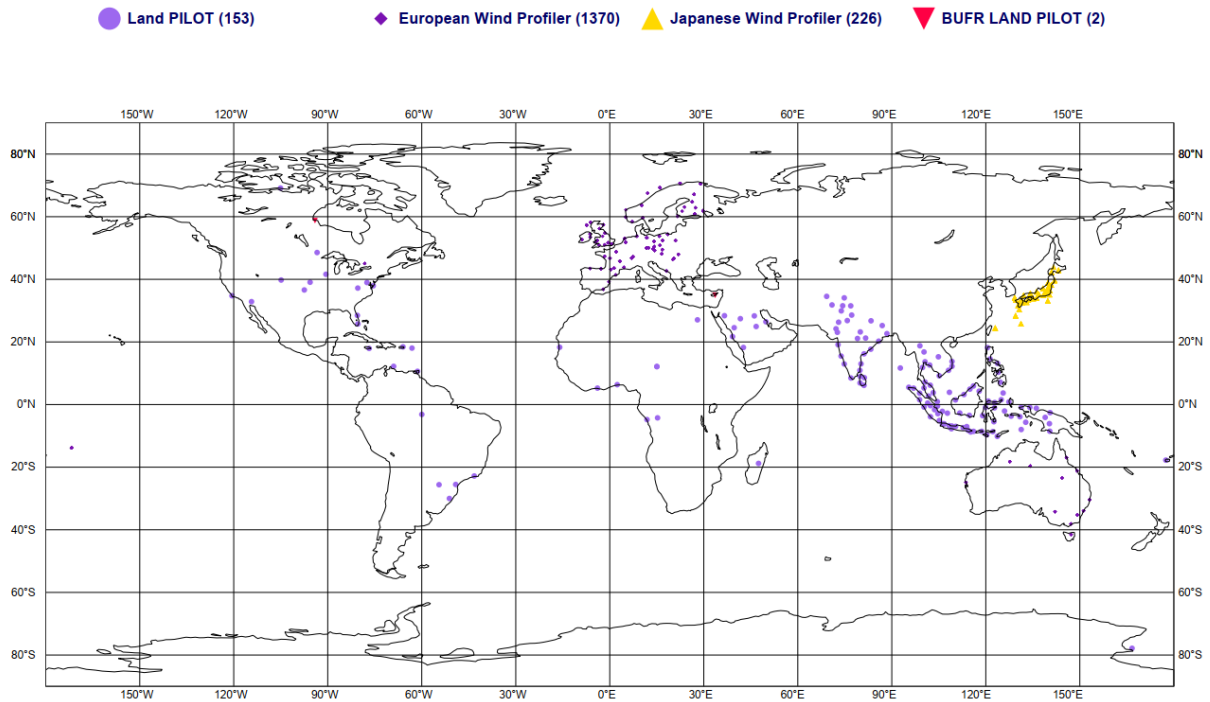 Land PILOT (153) European Wind Profiler (1370) Japanese Wind Profiler (226) BUFR LAND PILOT (2)
150°W 120°W 90°W 60°W 30°W 0°E 30°E 60°E 90°E 120°E 150°E
80°N 80°N
60°N 60°N
40°N 40°N
20°N 20°N
0°N 0°N
20°S 20°S
40°S 40°S
60°S 60°S
80°S 80°S
150°W 120°W 90°W 60°W 30°W 0°E 30°E 60°E 90°E 120°E 150°E